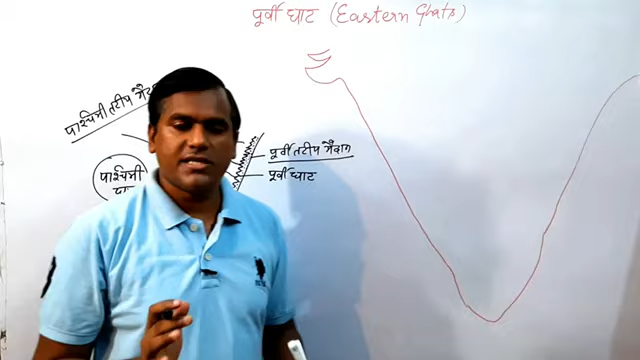 पूर्वी घाट (Eastern Ghats)
पूर्वी तटीय मैदान
पूर्वी घाट
पश्चिमी तटीय
पश्चिमी